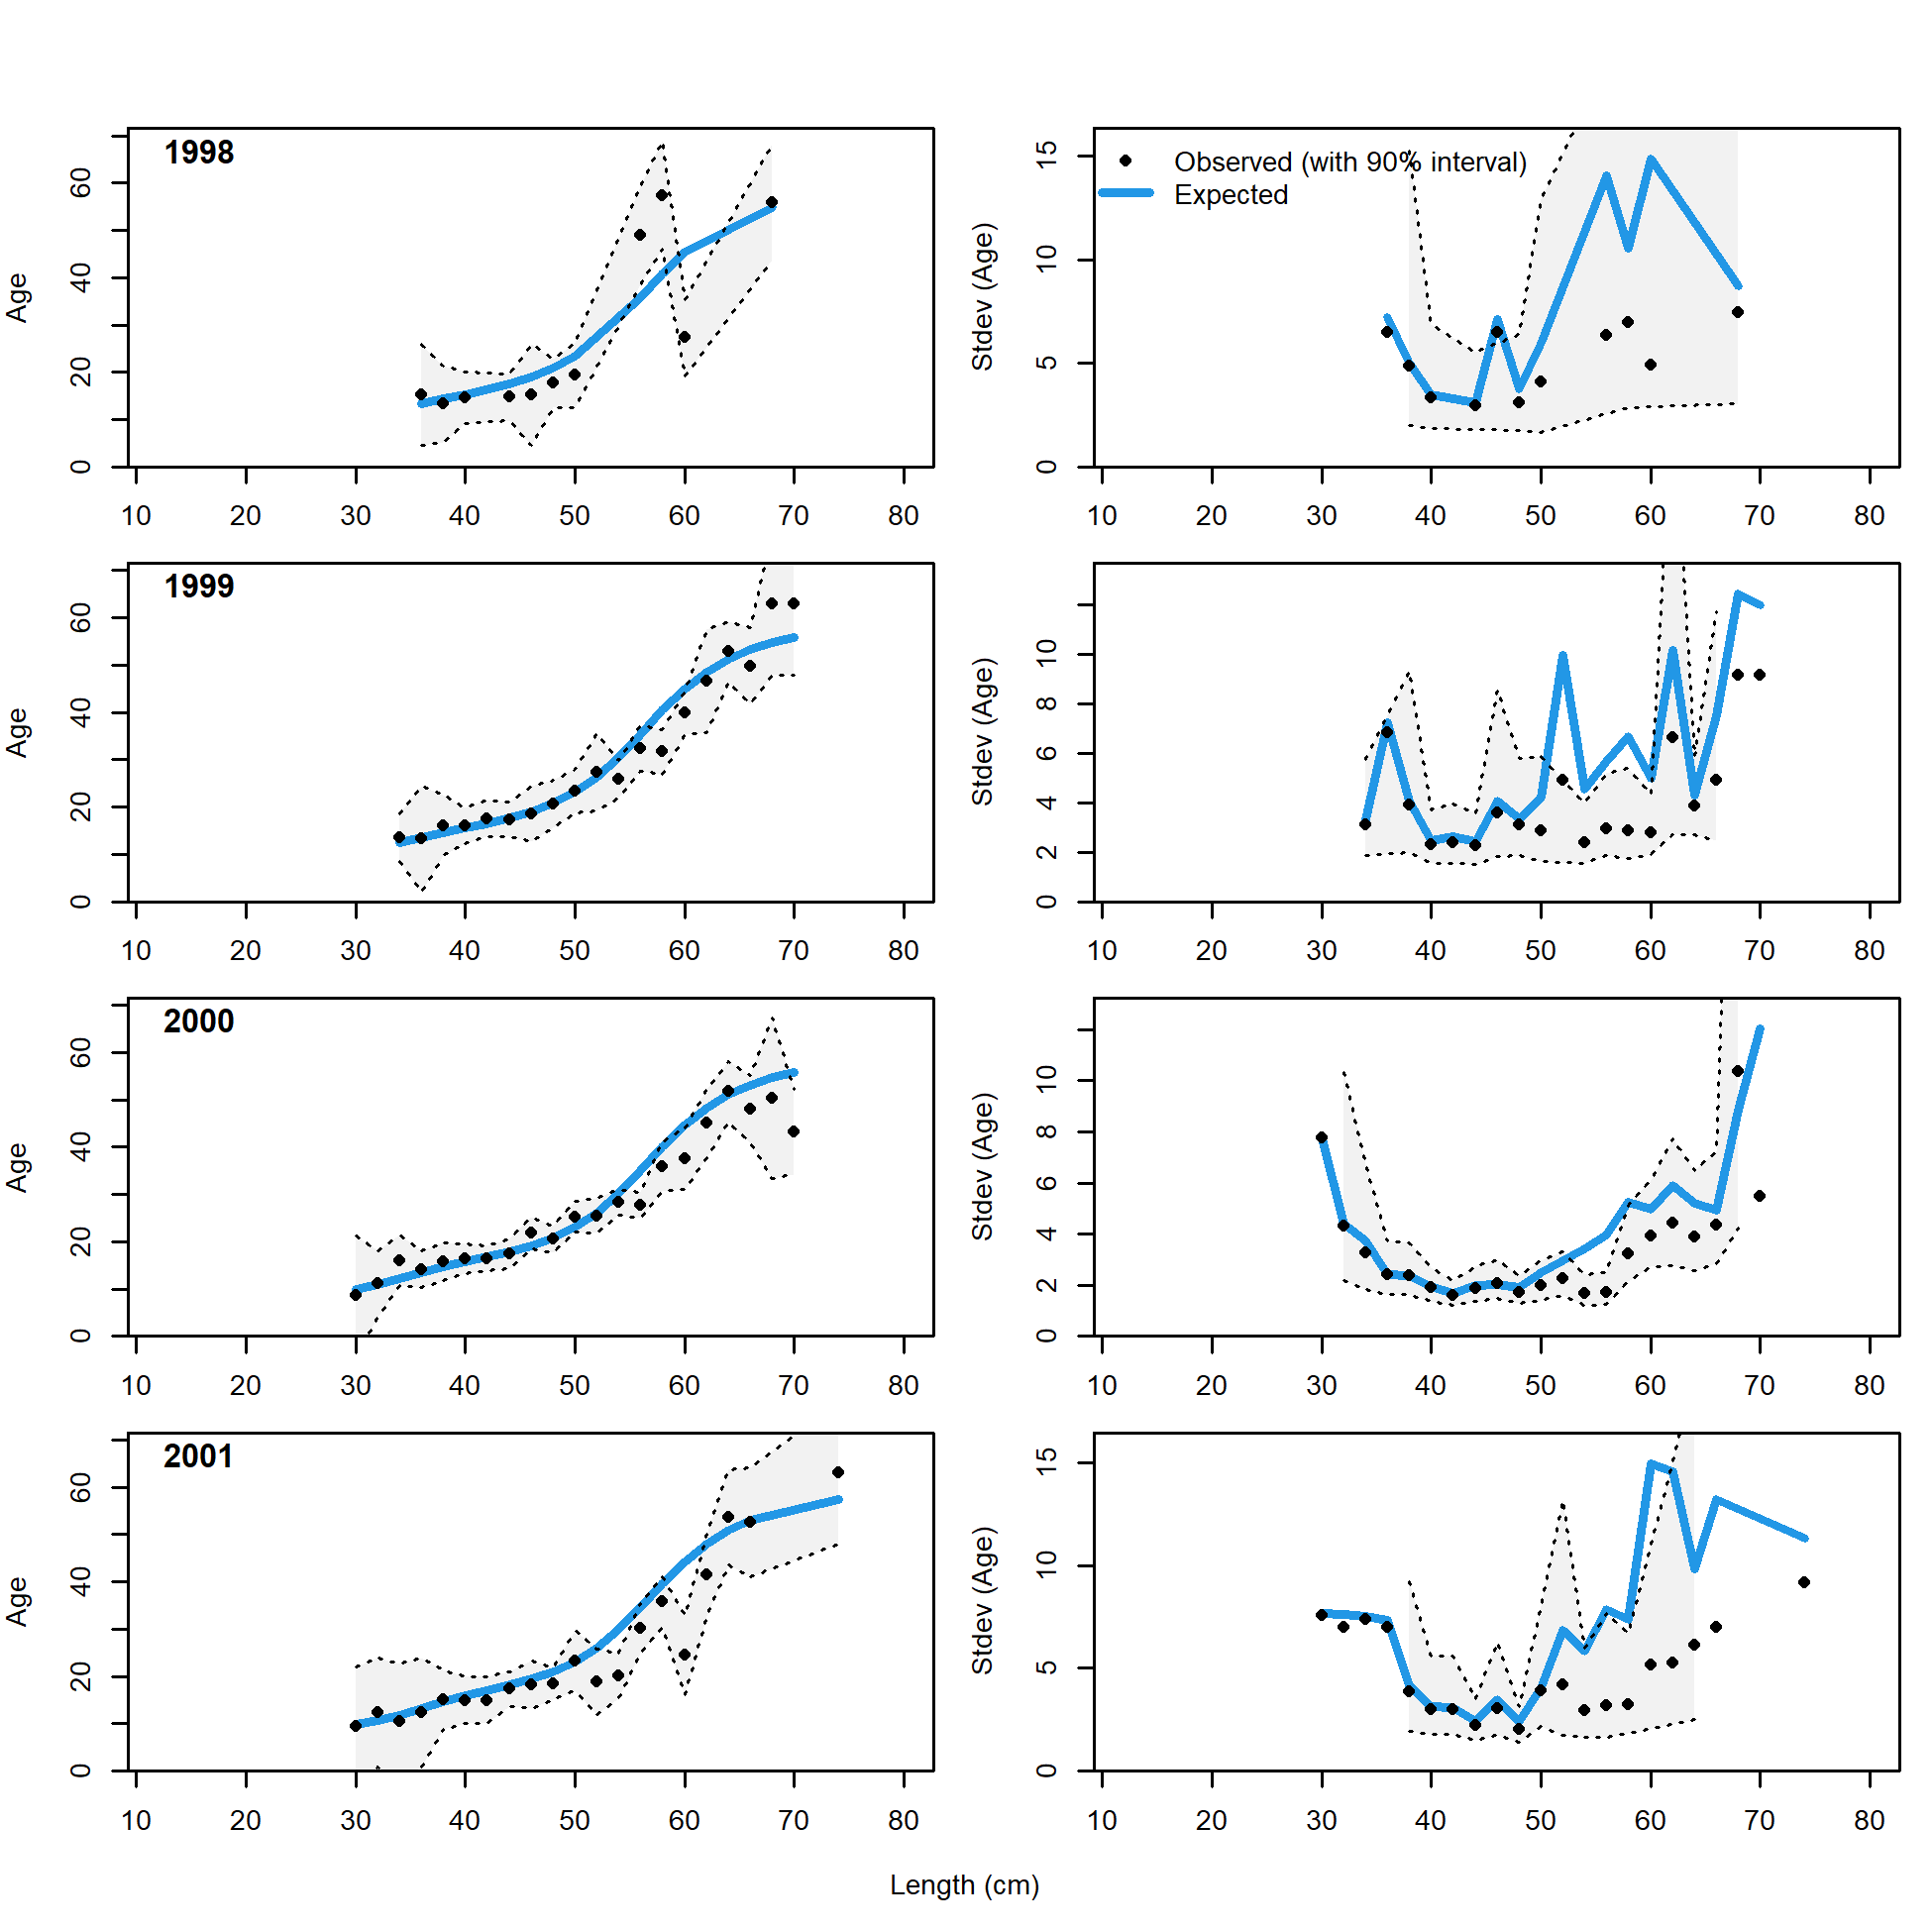 1998
Age
0 20 40 60
10 20 30 40 50 60 70 80
Observed (with 90% interval)
Expected
Stdev (Age)
0 5 10 15
10 20 30 40 50 60 70 80
1999
Age
0 20 40 60
10 20 30 40 50 60 70 80
Stdev (Age)
0 2 4 6 8 10
10 20 30 40 50 60 70 80
2000
Age
0 20 40 60
10 20 30 40 50 60 70 80
Stdev (Age)
0 2 4 6 8 10
10 20 30 40 50 60 70 80
2001
Age
0 20 40 60
10 20 30 40 50 60 70 80
Stdev (Age)
0 5 10 15
10 20 30 40 50 60 70 80
Length (cm)